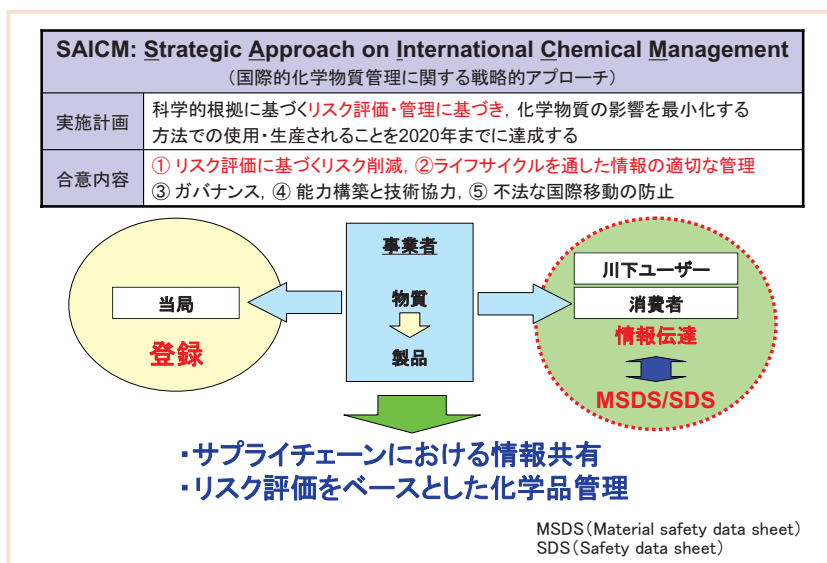 SAICM: Strategic Approach on International Chemical Management
（国際的化学物質管理に関する戦略的アプローチ）
実施計画
科学的根拠に基づくリスク評価・管理に基づき，化学物質の影響を最小化する
方法での使用・生産されることを2020年までに達成する
合意内容
① リスク評価に基づくリスク削減，②ライフサイクルを通した情報の適切な管理
③ ガバナンス，④ 能力構築と技術協力，⑤ 不法な国際移動の防止
当局
登録
事業者
物質
製品
川下ユーザー
消費者
情報伝達
MSDS/SDS
・サプライチェーンにおける情報共有
・リスク評価をベースとした化学品管理
MSDS（Material safety data sheet）
SDS（Safety data sheet）